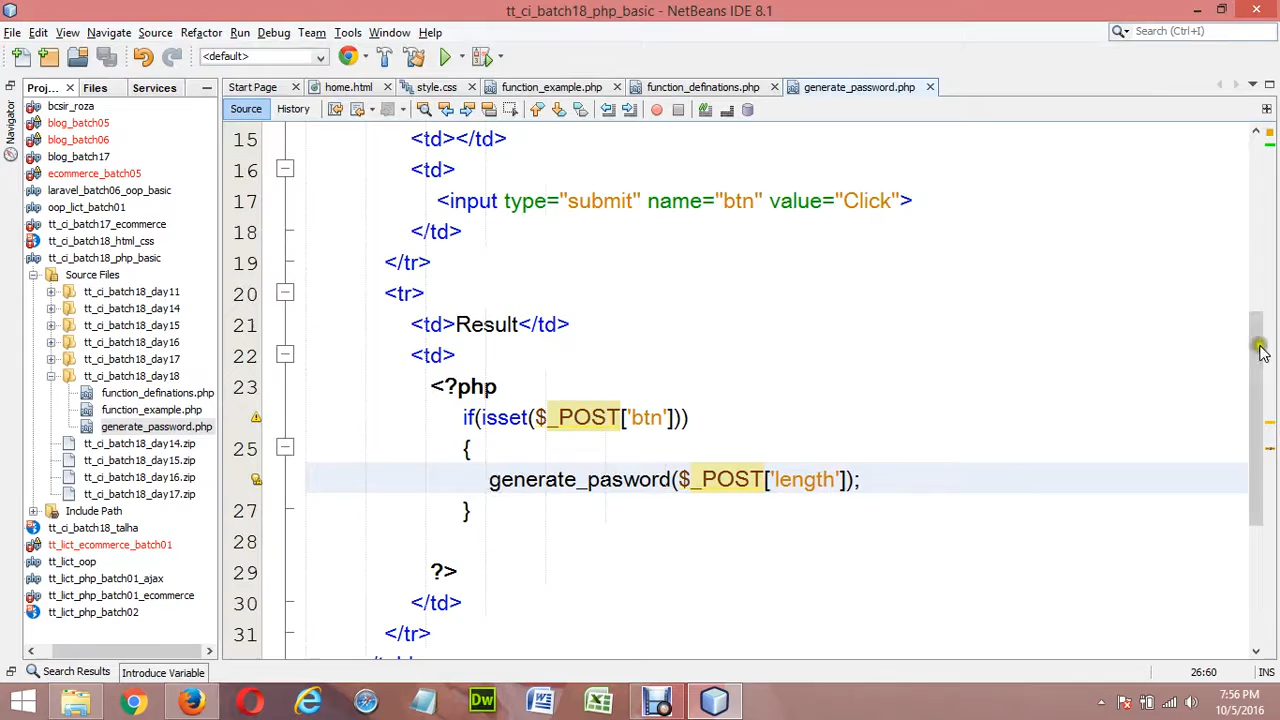 tt_ci_batch18_php_basic - NetBeans IDE 8.1
File Edit View Navigate Source Refactor Run Debug Team Tools Window Help
Search (Ctrl+I)
<default>
Proj... Files Services
Start Page home.html style.css function_example.php function_defnations.php generate_password.php
Source History
Navigator
bcsir_roza
blog_batch05
blog_batch06
blog_batch17
ecommerce_batch05
laravel_batch06_oop_basic
oop_lict_batch01
tt_ci_batch17_ecommerce
tt_ci_batch18_html_css
tt_ci_batch18_php_basic
Source Files
tt_ci_batch18_day11
tt_ci_batch18_day14
tt_ci_batch18_day15
tt_ci_batch18_day16
tt_ci_batch18_day17
tt_ci_batch18_day18
function_defnations.php
function_example.php
generate_password.php
tt_ci_batch18_day14.zip
tt_ci_batch18_day15.zip
tt_ci_batch18_day16.zip
tt_ci_batch18_day17.zip
Include Path
tt_ci_batch18_talha
tt_lict_ecommerce_batch01
tt_lict_oop
tt_lict_php_batch01_ajax
tt_lict_php_batch01_ecommerce
tt_lict_php_batch02
15 <td></td>
16 <td>
17 <input type="submit" name="btn" value="Click">
18 </td>
19 </tr>
20 <tr>
21 <td>Result</td>
22 <td>
23 <?php
if(isset($_POST['btn']))
25 {
generate_pasword($_POST['length']);
27 }
28
29 ?>
30 </td>
31 </tr>
Search Results Introduce Variable
26:60 INS
7:56 PM
10/5/2016